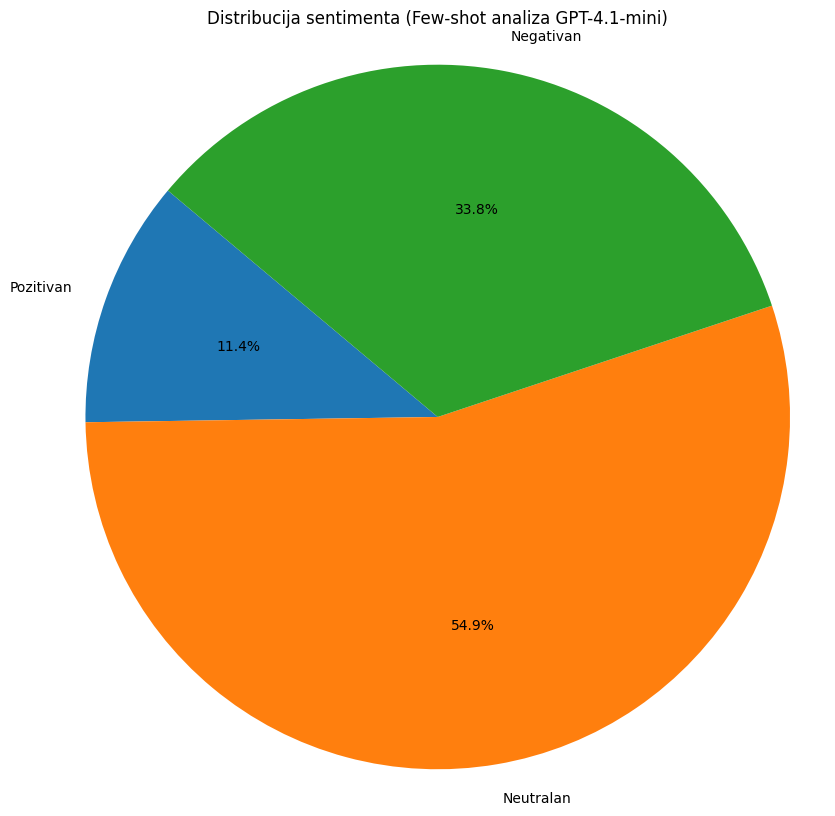 Distribucija sentimenta (Few-shot analiza GPT-4.1-mini)
Negativan
33.8%
Pozitivan
11.4%
54.9%
Neutralan